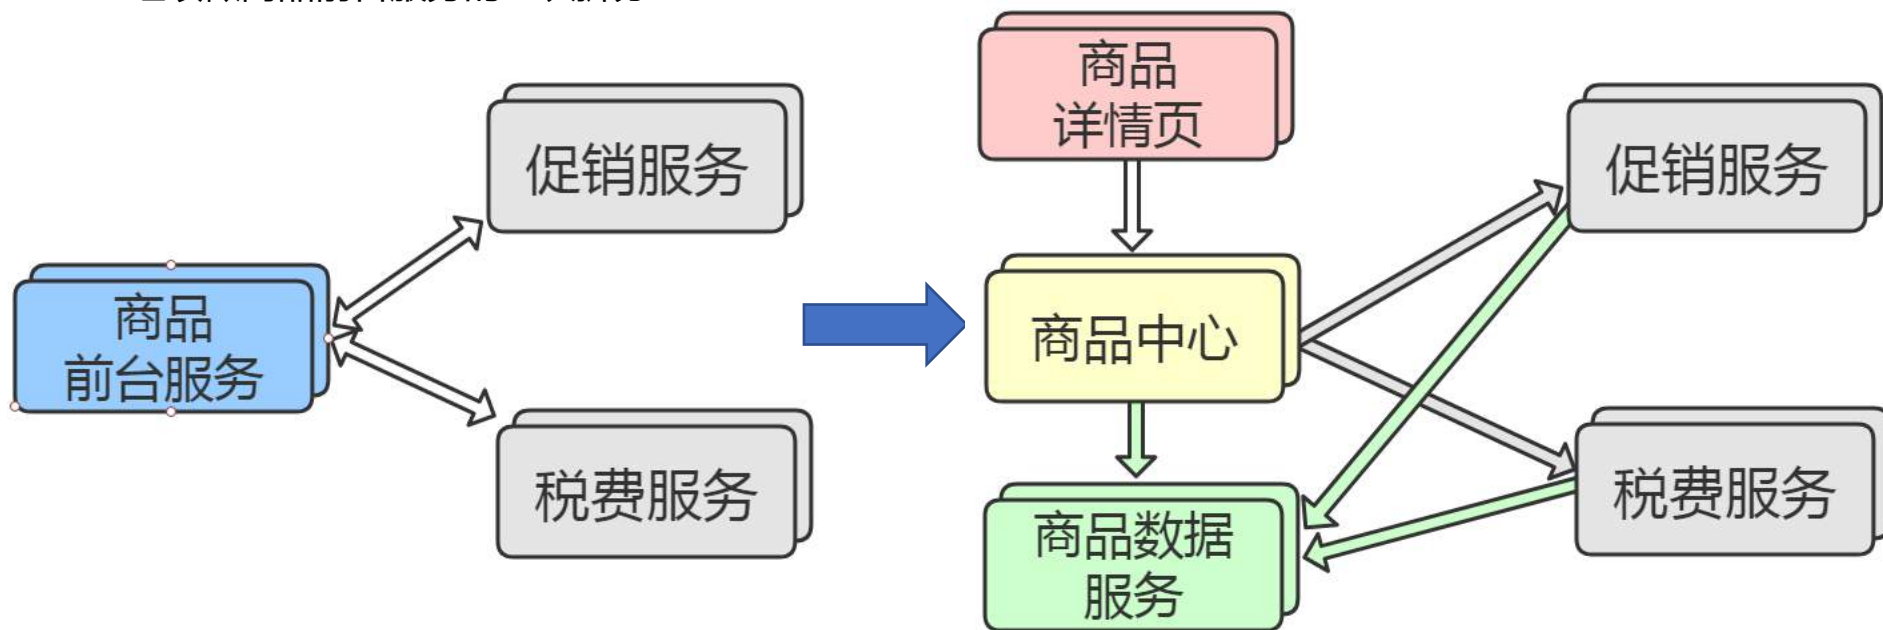 商品
前台服务
促销服务
税费服务
商品
详情页
商品中心
商品数据
服务
促销服务
税费服务